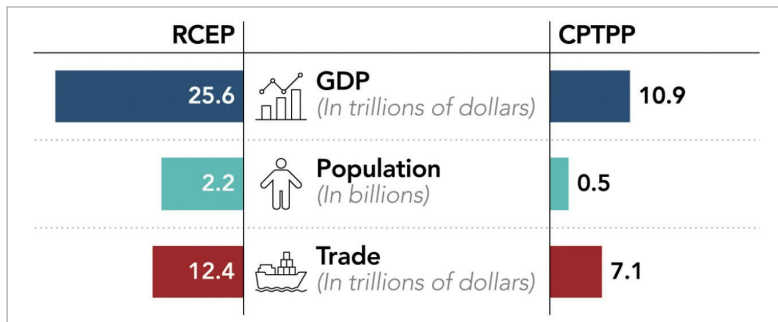 RCEP
CPTPP
25.6
GDP
(In trillions of dollars)
10.9
2.2
Population
(In billions)
0.5
12.4
Trade
(In trillions of dollars)
7.1